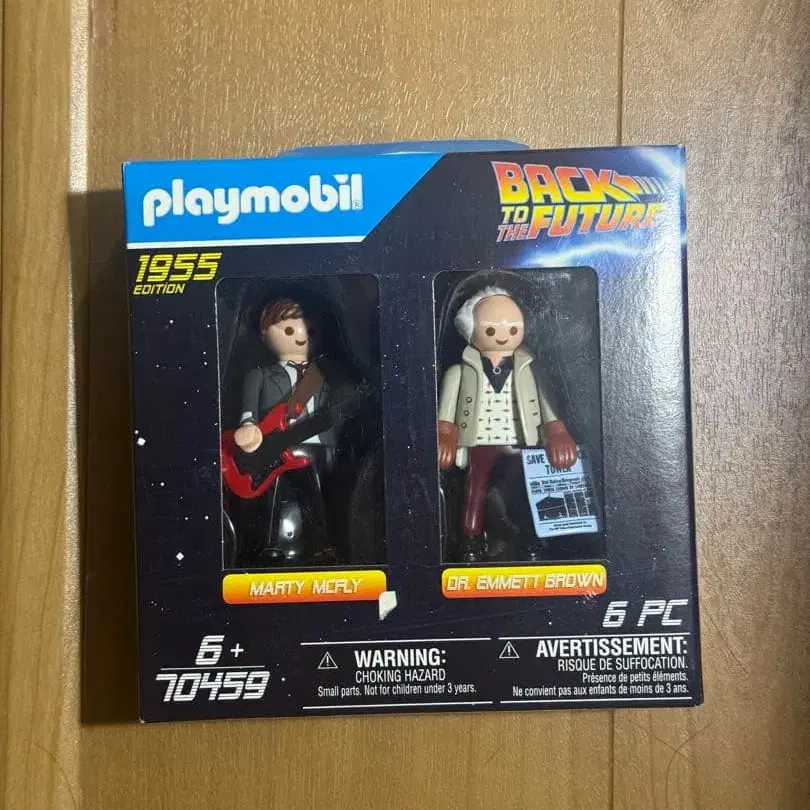 playmobil®
BACK
TO THE FUTURE
1955
EDITION
SAVE
TOWER
MARTY MCFLY
DR. EMMETT BROWN
6 PC
6+
70459
WARNING:
CHOKING HAZARD
Small parts. Not for children under 3 years.
AVERTISSEMENT:
RISQUE DE SUFFOCATION.
Présence de petits éléments.
Ne convient pas aux enfants de moins de 3 ans.